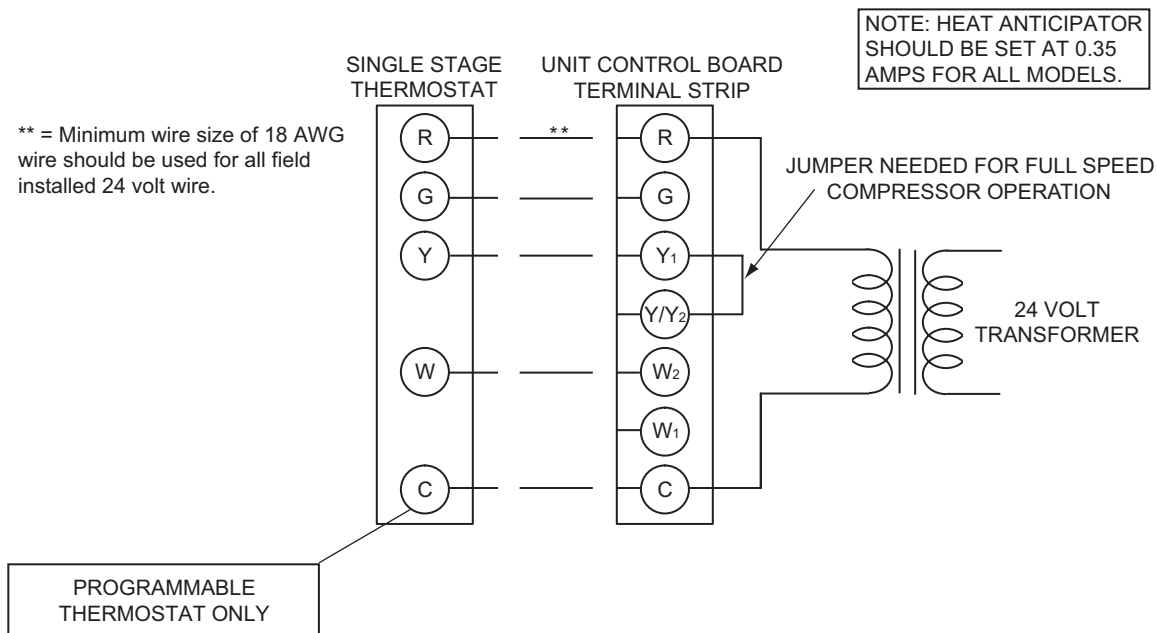 NOTE: HEAT ANTICIPATOR
SHOULD BE SET AT 0.35
AMPS FOR ALL MODELS.
SINGLE STAGE
THERMOSTAT
UNIT CONTROL BOARD
TERMINAL STRIP
** = Minimum wire size of 18 AWG
wire should be used for all field
installed 24 volt wire.
R
**
R
JUMPER NEEDED FOR FULL SPEED
COMPRESSOR OPERATION
G
G
Y
Y1
Y/Y2
24 VOLT
TRANSFORMER
W
W2
W1
C
C
PROGRAMMABLE
THERMOSTAT ONLY